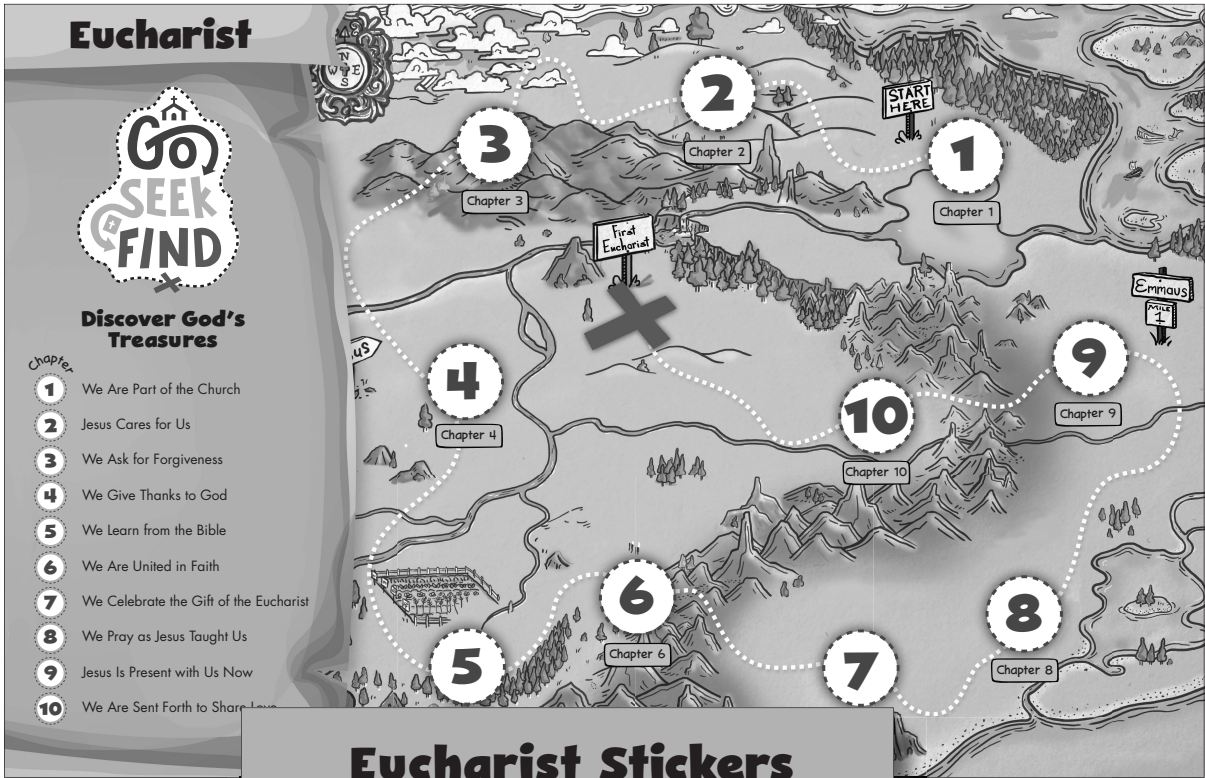 Eucharist
N
W E
S
GO
SEEK
FIND
Discover God's
Treasures
Chapter
1 We Are Part of the Church
2 Jesus Cares for Us
3 We Ask for Forgiveness
4 We Give Thanks to God
5 We Learn from the Bible
6 We Are United in Faith
7 We Celebrate the Gift of the Eucharist
8 We Pray as Jesus Taught Us
9 Jesus Is Present with Us Now
10 We Are Sent Forth to Share Love
START
HERE
1
Chapter 1
2
Chapter 2
3
Chapter 3
First
Eucharist
us
4
Chapter 4
5
6
Chapter 6
7
8
Chapter 8
Emmaus
MILE
1
9
Chapter 9
10
Chapter 10
Eucharist Stickers